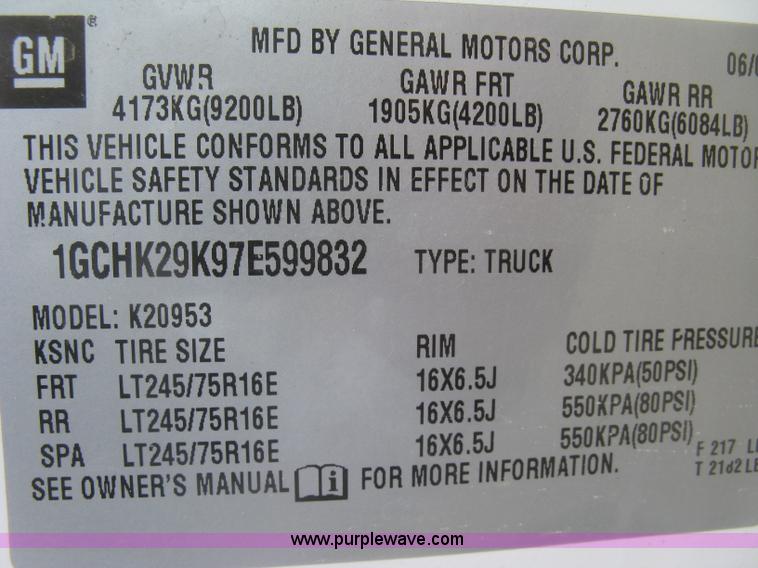 GM
MFD BY GENERAL MOTORS CORP. 06/0
GVWR GAWR FRT GAWR RR
4173KG(9200LB) 1905KG(4200LB) 2760KG(6084LB)
THIS VEHICLE CONFORMS TO ALL APPLICABLE U.S. FEDERAL MOTOR
VEHICLE SAFETY STANDARDS IN EFFECT ON THE DATE OF
MANUFACTURE SHOWN ABOVE.
1GCHK29K97E599832 TYPE: TRUCK
MODEL: K20953
KSNC TIRE SIZE RIM COLD TIRE PRESSURE
FRT LT245/75R16E 16X6.5J 340KPA(50PSI)
RR LT245/75R16E 16X6.5J 550KPA(80PSI)
SPA LT245/75R16E 16X6.5J 550KPA(80PSI)
F 217
SEE OWNER'S MANUAL i FOR MORE INFORMATION.
www.purplewave.com